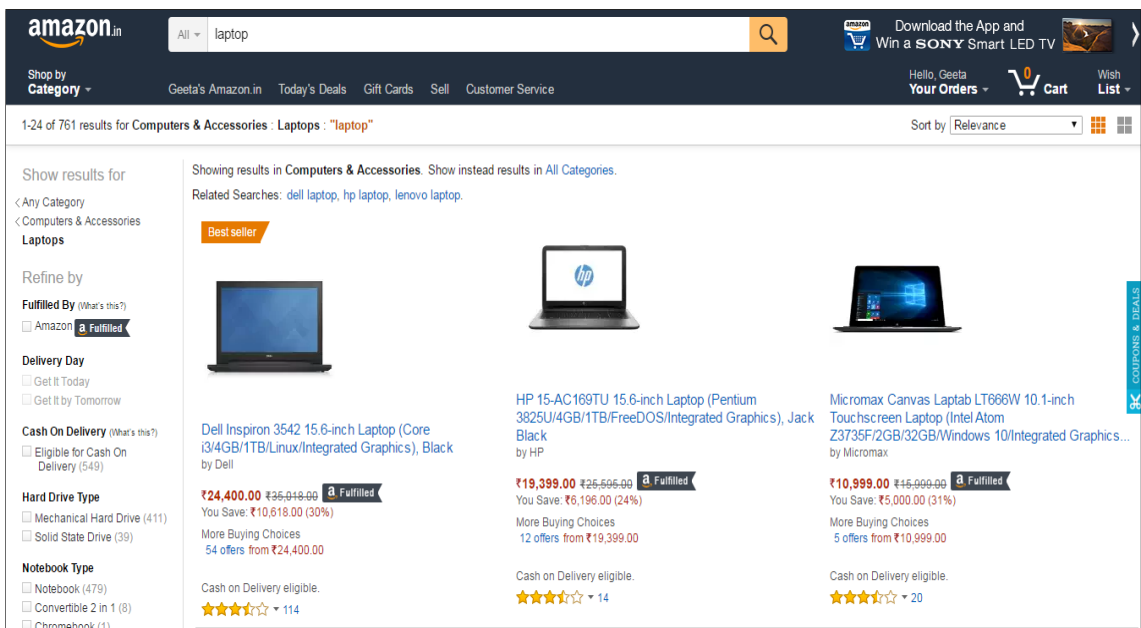 amazon.in
All
laptop
amazon
Download the App and
Win a SONY Smart LED TV
Shop by
Category
Geeta's Amazon.in Today's Deals Gift Cards Sell Customer Service
Hello, Geeta
Your Orders
0
Cart
Wish
List
1-24 of 761 results for Computers & Accessories : Laptops : "laptop"
Sort by Relevance
Show results for
Any Category
Computers & Accessories
Laptops
Refine by
Fulfilled By (What's this?)
Amazon a Fulfilled
Delivery Day
Get It Today
Get It by Tomorrow
Cash On Delivery (What's this?)
Eligible for Cash On
Delivery (549)
Hard Drive Type
Mechanical Hard Drive (411)
Solid State Drive (39)
Notebook Type
Notebook (479)
Convertible 2 in 1 (8)
Chromebook (1)
Showing results in Computers & Accessories. Show instead results in All Categories.
Related Searches: dell laptop, hp laptop, lenovo laptop.
Best seller
Dell Inspiron 3542 15.6-inch Laptop (Core
i3/4GB/1TB/Linux/Integrated Graphics), Black
by Dell
₹24,400.00 ₹35,018.00 a Fulfilled
You Save: ₹10,618.00 (30%)
More Buying Choices
54 offers from ₹24,400.00
Cash on Delivery eligible.
114
hp
HP 15-AC169TU 15.6-inch Laptop (Pentium
3825U/4GB/1TB/FreeDOS/Integrated Graphics), Jack
Black
by HP
₹19,399.00 ₹25,595.00 a Fulfilled
You Save: ₹6,196.00 (24%)
More Buying Choices
12 offers from ₹19,399.00
Cash on Delivery eligible.
14
Micromax Canvas Laptab LT666W 10.1-inch
Touchscreen Laptop (Intel Atom
Z3735F/2GB/32GB/Windows 10/Integrated Graphics...
by Micromax
₹10,999.00 ₹15,999.00 a Fulfilled
You Save: ₹5,000.00 (31%)
More Buying Choices
5 offers from ₹10,999.00
Cash on Delivery eligible.
20
COUPONS & DEALS